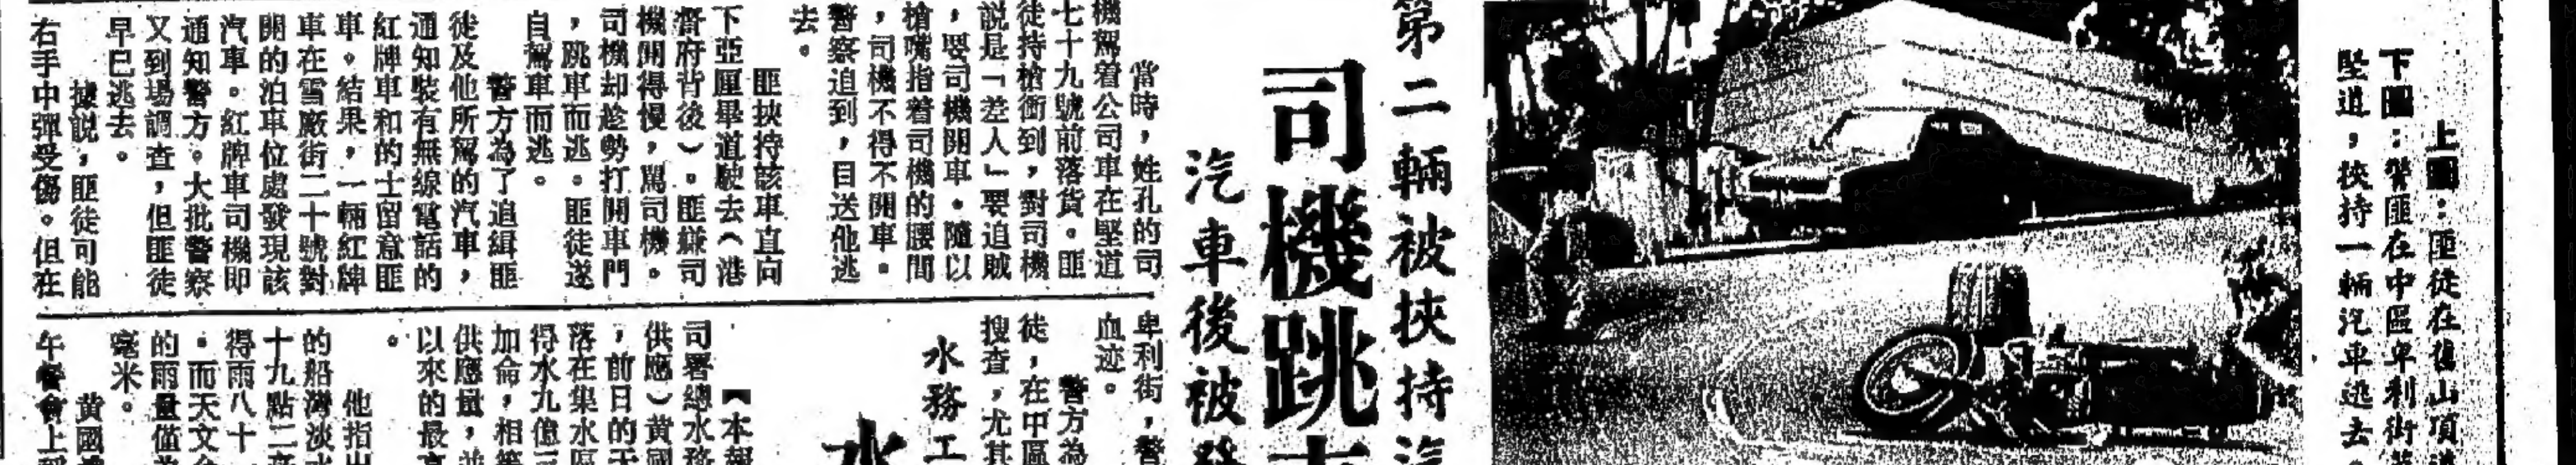 上圖:匪徒在舊山頂道
下圖:警匪在中區卑利街
堅道,挾持一輛汽車逃去。
第二輛被挾持汽
司機跳
汽車後被發
當時,姓孔的司
機駕着公司車在堅道
七十九號前落貨。匪
徒持槍衝到,對司機
説是「差人」要追賊
,要司機開車。隨以
槍嘴指着司機的腰間
,司機不得不開車。
警察追到,目送他逃
去。
匪挾持該車直向
下亞厘畢道駛去(港
督府背後)。匪嫌司
機開得慢,罵司機。
司機却趁勢打開車門
,跳車而逃。匪徒遂
自駕車而逃。
警方為了追緝匪
徒及他所駕的汽車,
通知裝有無線電話的
紅牌車和的士留意匪
車。結果,一輛紅牌
車在雪廠街二十號對
開的泊車位處發現該
汽車。紅牌車司機即
通知警方。大批警察
又到場調查,但匪徒
早已逃去。
據説,匪徒可能
右手中彈受傷。但在
卑利街,警
血迹。
警方為
徒,在中區
搜查,尤其
水務工
水
【本報
司署總水務
供應)黃國
,前日的天
落在集水區
得水九億三
加侖,相等
供應量,並
以來的最高
。
他指出
的船灣淡水
十九點二
得雨八十
。而天文台
的雨量僅
毫米。
黃國
午餐會上